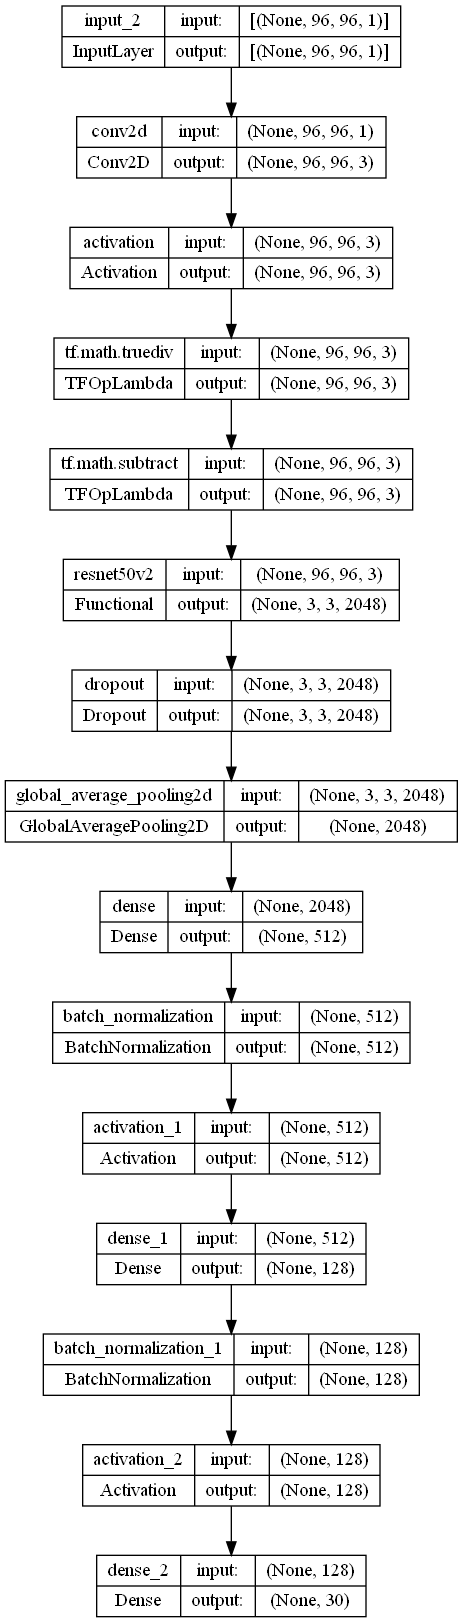 input_2 input: [(None, 96, 96, 1)]
InputLayer output: [(None, 96, 96, 1)]
conv2d input: (None, 96, 96, 1)
Conv2D output: (None, 96, 96, 3)
activation input: (None, 96, 96, 3)
Activation output: (None, 96, 96, 3)
tf.math.truediv input: (None, 96, 96, 3)
TFOpLambda output: (None, 96, 96, 3)
tf.math.subtract input: (None, 96, 96, 3)
TFOpLambda output: (None, 96, 96, 3)
resnet50v2 input: (None, 96, 96, 3)
Functional output: (None, 3, 3, 2048)
dropout input: (None, 3, 3, 2048)
Dropout output: (None, 3, 3, 2048)
global_average_pooling2d input: (None, 3, 3, 2048)
GlobalAveragePooling2D output: (None, 2048)
dense input: (None, 2048)
Dense output: (None, 512)
batch_normalization input: (None, 512)
BatchNormalization output: (None, 512)
activation_1 input: (None, 512)
Activation output: (None, 512)
dense_1 input: (None, 512)
Dense output: (None, 128)
batch_normalization_1 input: (None, 128)
BatchNormalization output: (None, 128)
activation_2 input: (None, 128)
Activation output: (None, 128)
dense_2 input: (None, 128)
Dense output: (None, 30)